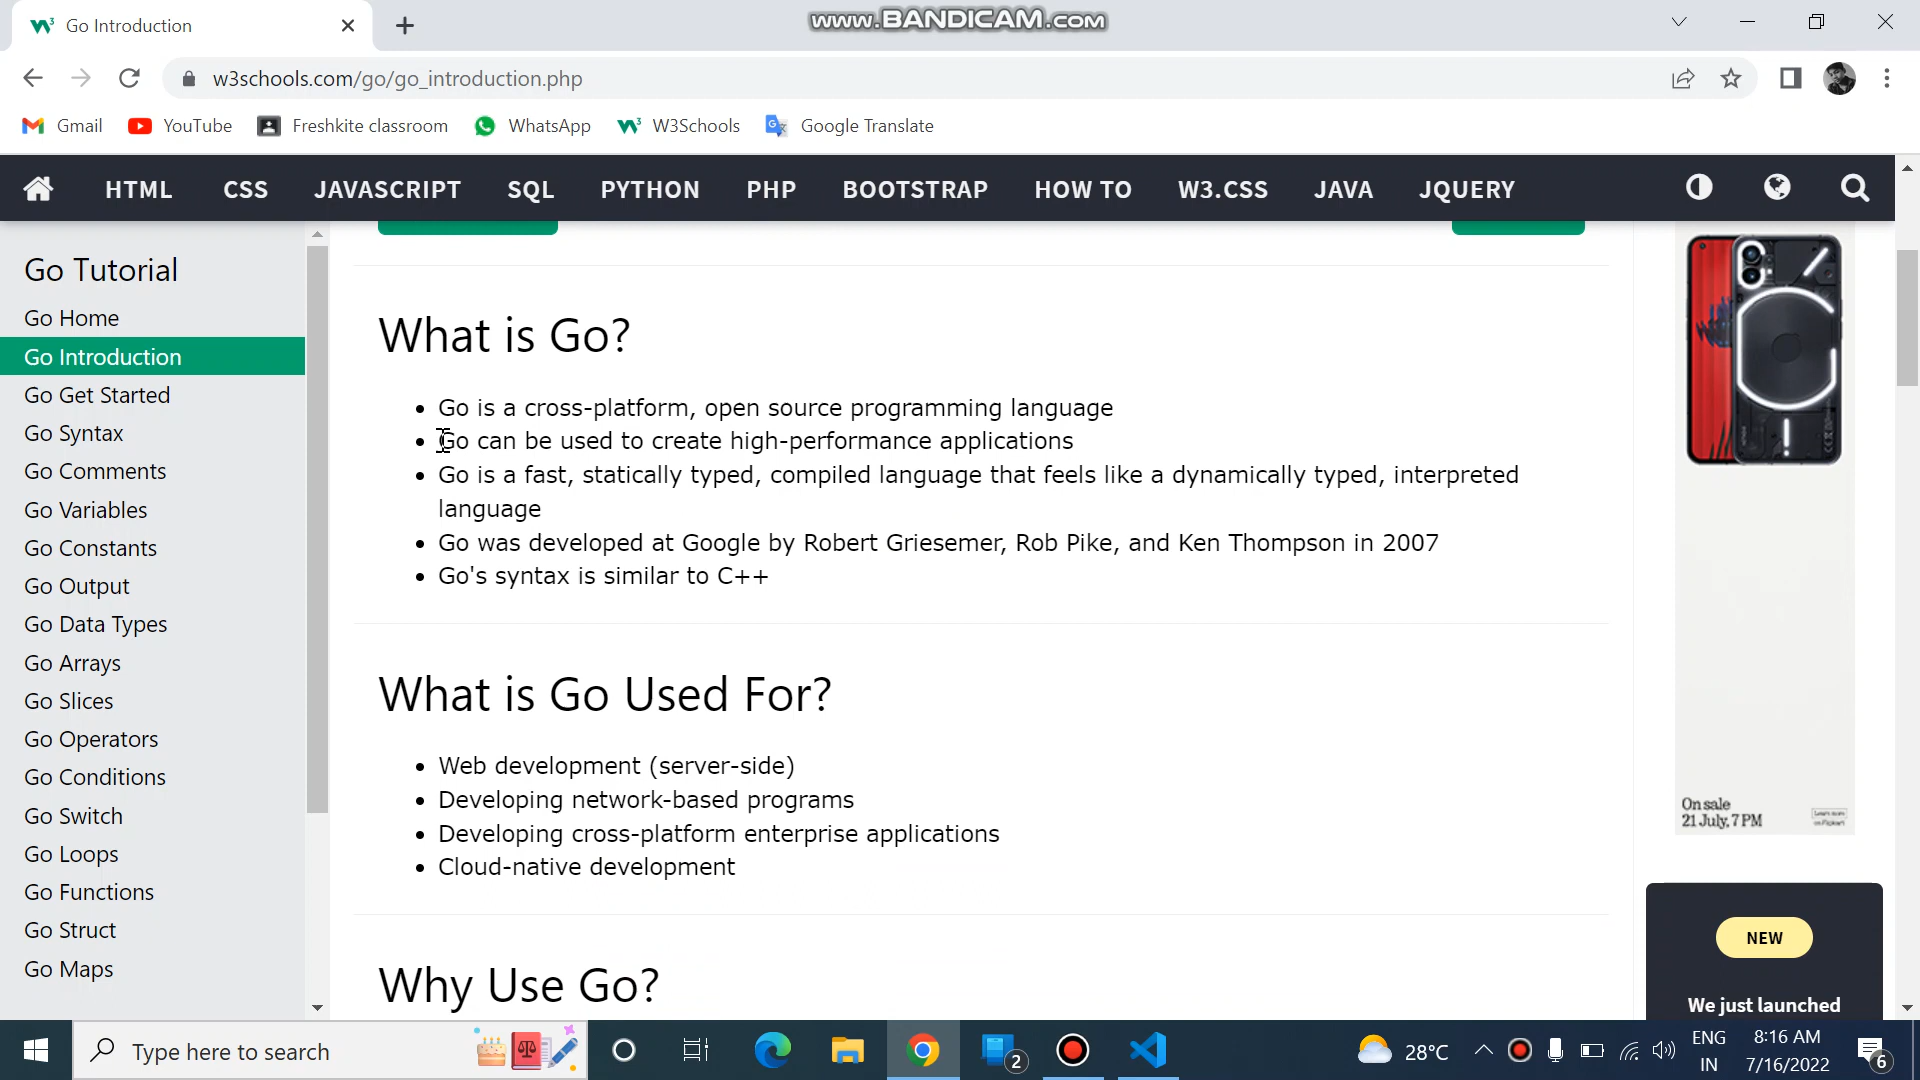 Go Introduction
www.BANDICAM.com
w3schools.com/go/go_introduction.php
Gmail YouTube Freshkite classroom WhatsApp W3Schools Google Translate
HTML CSS JAVASCRIPT SQL PYTHON PHP BOOTSTRAP HOW TO W3.CSS JAVA JQUERY
Go Tutorial
Go Home
Go Introduction
Go Get Started
Go Syntax
Go Comments
Go Variables
Go Constants
Go Output
Go Data Types
Go Arrays
Go Slices
Go Operators
Go Conditions
Go Switch
Go Loops
Go Functions
Go Struct
Go Maps
What is Go?
Go is a cross-platform, open source programming language
Go can be used to create high-performance applications
Go is a fast, statically typed, compiled language that feels like a dynamically typed, interpreted
language
Go was developed at Google by Robert Griesemer, Rob Pike, and Ken Thompson in 2007
Go's syntax is similar to C++
What is Go Used For?
Web development (server-side)
Developing network-based programs
Developing cross-platform enterprise applications
Cloud-native development
Why Use Go?
On sale
21 July, 7 PM
NEW
We just launched
Type here to search
2
28°C
ENG
IN
8:16 AM
7/16/2022
6